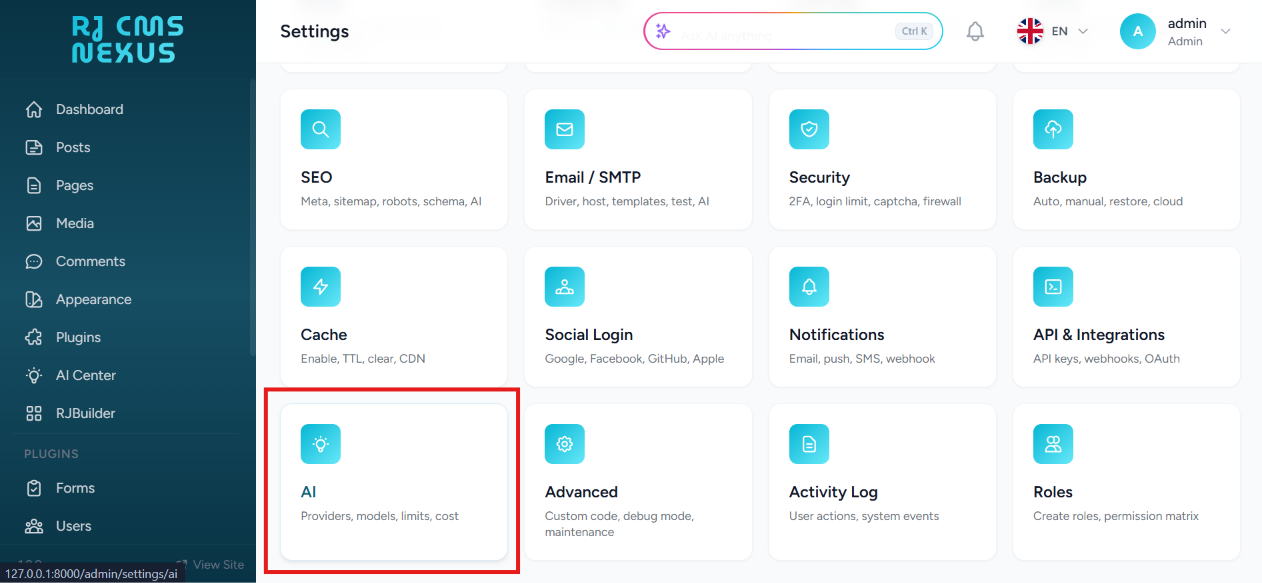 RJ CMS
NEXUS
Settings
Ask AI anything
Ctrl K
EN
A
admin
Admin
Dashboard
Posts
Pages
Media
Comments
Appearance
Plugins
AI Center
RJBuilder
PLUGINS
Forms
Users
View Site
127.0.0.1:8000/admin/settings/ai
SEO
Meta, sitemap, robots, schema, AI
Email / SMTP
Driver, host, templates, test, AI
Security
2FA, login limit, captcha, firewall
Backup
Auto, manual, restore, cloud
Cache
Enable, TTL, clear, CDN
Social Login
Google, Facebook, GitHub, Apple
Notifications
Email, push, SMS, webhook
API & Integrations
API keys, webhooks, OAuth
AI
Providers, models, limits, cost
Advanced
Custom code, debug mode,
maintenance
Activity Log
User actions, system events
Roles
Create roles, permission matrix